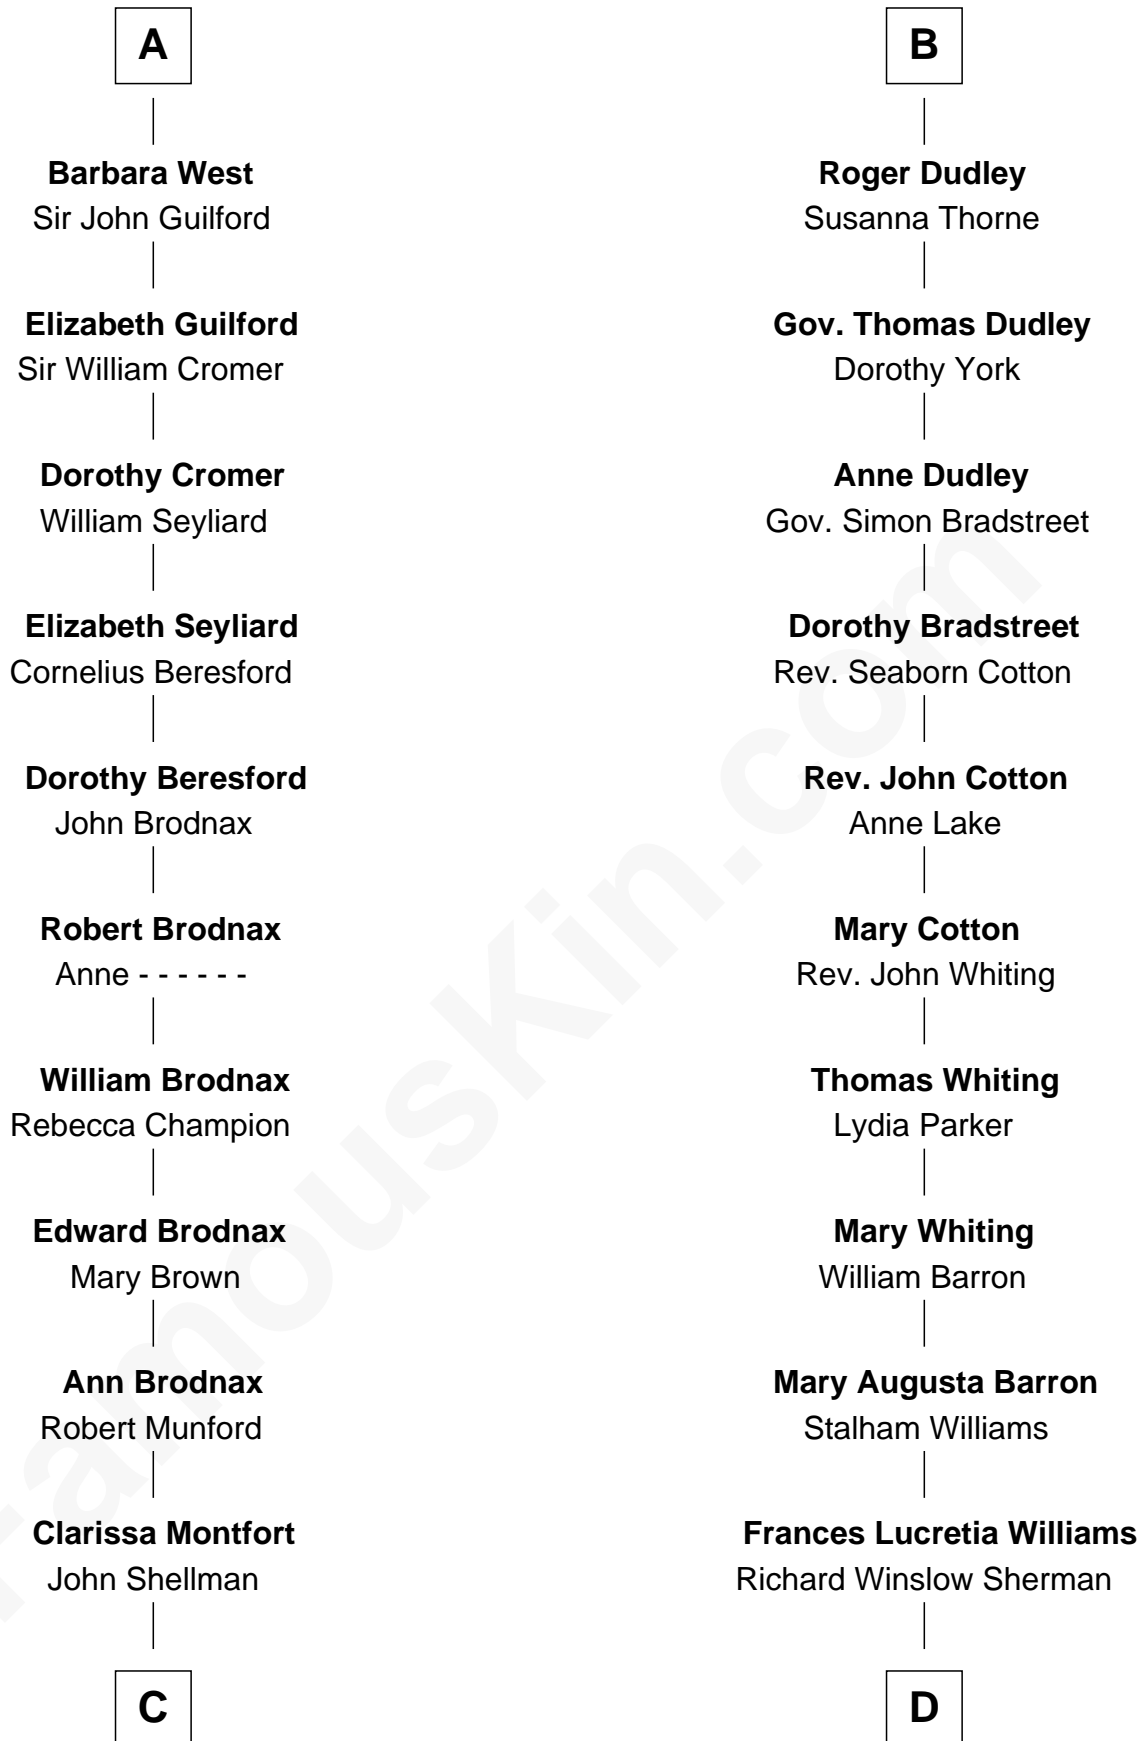 A
Barbara West
Sir John Guilford
Elizabeth Guilford
Sir William Cromer
Dorothy Cromer
William Seyliard
Elizabeth Seyliard
Cornelius Beresford
Dorothy Beresford
John Brodnax
Robert Brodnax
Anne - - - - - -
William Brodnax
Rebecca Champion
Edward Brodnax
Mary Brown
Ann Brodnax
Robert Munford
Clarissa Montfort
John Shellman
C
B
Roger Dudley
Susanna Thorne
Gov. Thomas Dudley
Dorothy York
Anne Dudley
Gov. Simon Bradstreet
Dorothy Bradstreet
Rev. Seaborn Cotton
Rev. John Cotton
Anne Lake
Mary Cotton
Rev. John Whiting
Thomas Whiting
Lydia Parker
Mary Whiting
William Barron
Mary Augusta Barron
Stalham Williams
Frances Lucretia Williams
Richard Winslow Sherman
D
FamousKin.com